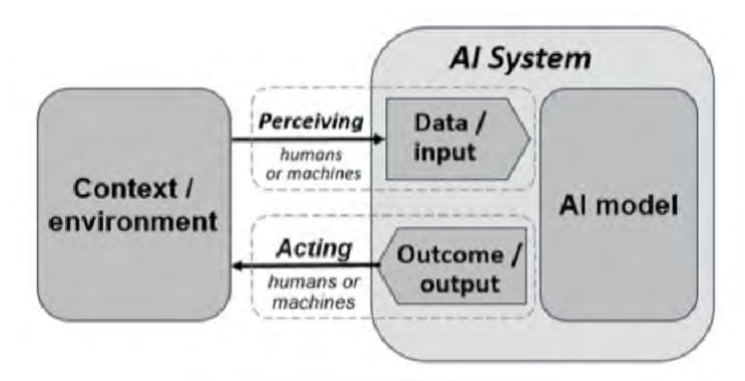 AI System
Perceiving
humans
or machines
Data /
input
Context /
environment
AI model
Acting
humans or
machines
Outcome /
output